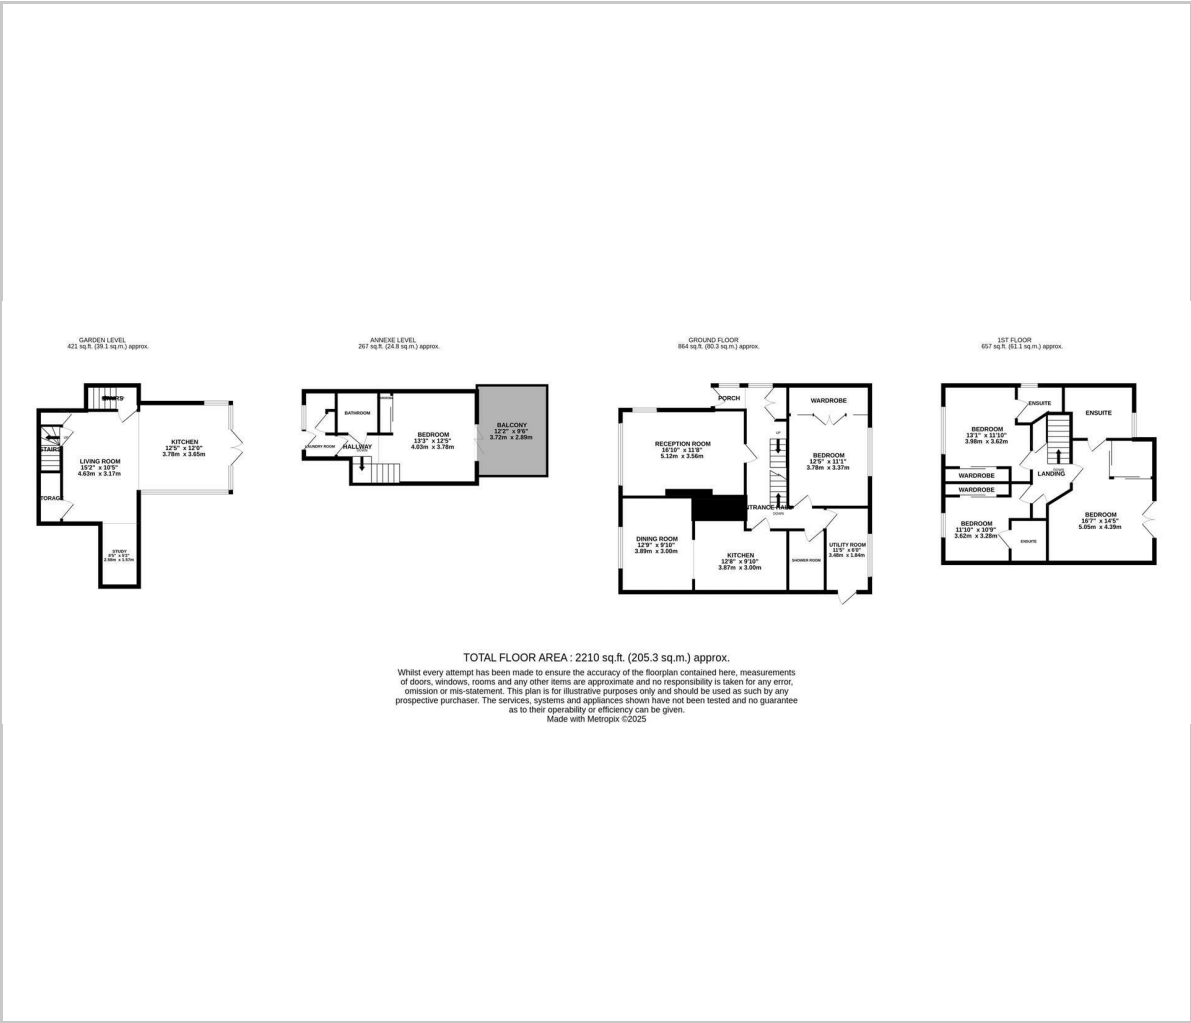 GARDEN LEVEL
421 sq.ft. (39.1 sq.m.) approx.
STAIRS
UP
STAIRS
KITCHEN
12'5" x 12'0"
3.78m x 3.65m
LIVING ROOM
15'2" x 10'5"
4.63m x 3.17m
TORAG
STUDY
ANNEXE LEVEL
267 sq.ft. (24.8 sq.m.) approx.
BATHROOM
LAUNDRY ROOM
HALLWAY
DOWN
BEDROOM
13'3" x 12'5"
4.03m x 3.78m
BALCONY
12'2" x 9'6"
3.72m x 2.89m
GROUND FLOOR
864 sq.ft. (80.3 sq.m.) approx.
PORCH
WARDROBE
UP
RECEPTION ROOM
16'10" x 11'8"
5.12m x 3.56m
BEDROOM
12'5" x 11'1"
3.78m x 3.37m
NTRANCE HALL
DOWN
DINING ROOM
12'9" x 9'10"
3.89m x 3.00m
KITCHEN
12'8" x 9'10"
3.87m x 3.00m
SHOWER ROOM
UTILITY ROOM
11'5" x 6'0"
3.48m x 1.84m
1ST FLOOR
657 sq.ft. (61.1 sq.m.) approx.
ENSUITE
ENSUITE
BEDROOM
13'1" x 11'10"
3.98m x 3.62m
DOWN
LANDING
WARDROBE
WARDROBE
BEDROOM
16'7" x 14'5"
5.05m x 4.39m
BEDROOM
11'10" x 10'9"
3.62m x 3.28m
ENSUITE
TOTAL FLOOR AREA : 2210 sq.ft. (205.3 sq.m.) approx.
Whilst every attempt has been made to ensure the accuracy of the floorplan contained here, measurements
of doors, windows, rooms and any other items are approximate and no responsibility is taken for any error,
omission or mis-statement. This plan is for illustrative purposes only and should be used as such by any
prospective purchaser. The services, systems and appliances shown have not been tested and no guarantee
as to their operability or efficiency can be given.
Made with Metropix ©2025